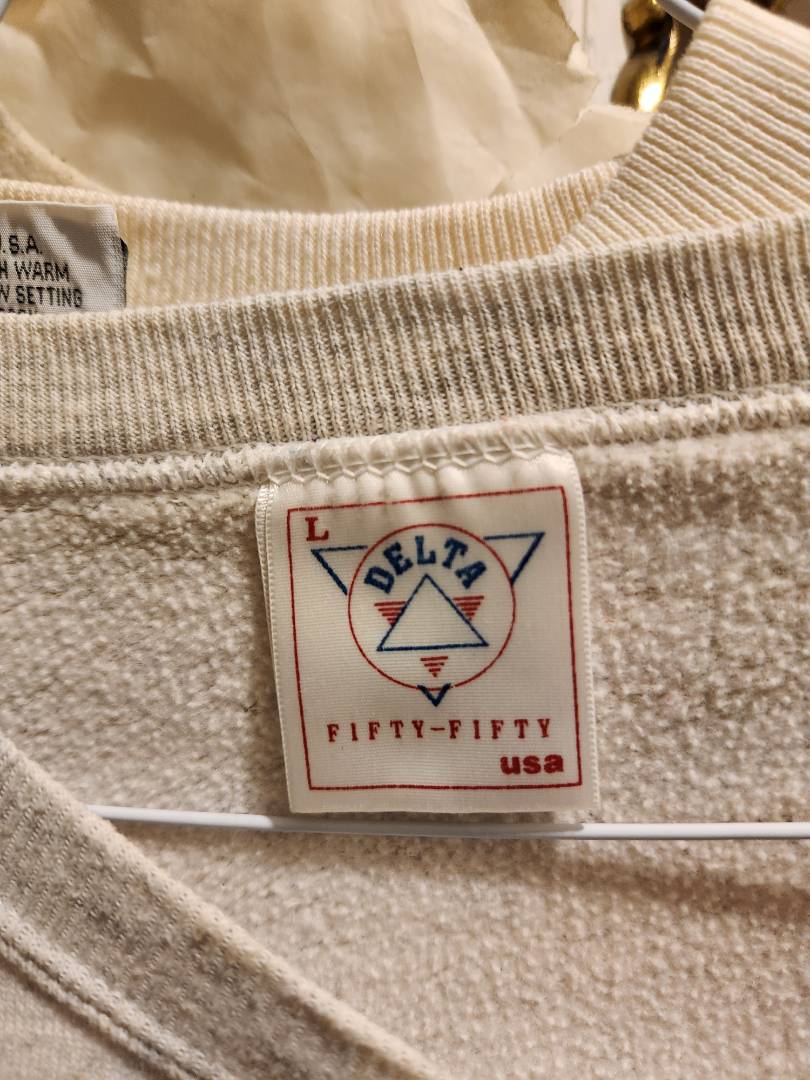 U.S.A.
WARM
SETTING
L
DELTA
FIFTY-FIFTY
usa